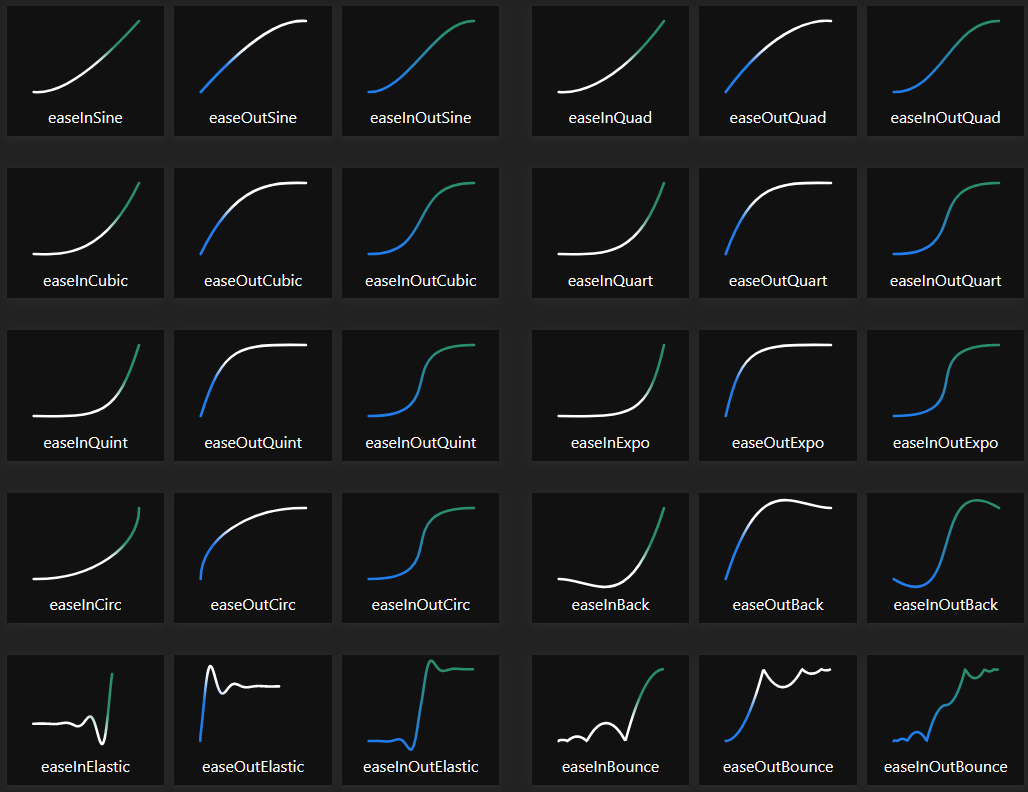 easeInSine
easeOutSine
easeInOutSine
easeInQuad
easeOutQuad
easeInOutQuad
easeInCubic
easeOutCubic
easeInOutCubic
easeInQuart
easeOutQuart
easeInOutQuart
easeInQuint
easeOutQuint
easeInOutQuint
easeInExpo
easeOutExpo
easeInOutExpo
easeInCirc
easeOutCirc
easeInOutCirc
easeInBack
easeOutBack
easeInOutBack
easeInElastic
easeOutElastic
easeInOutElastic
easeInBounce
easeOutBounce
easeInOutBounce